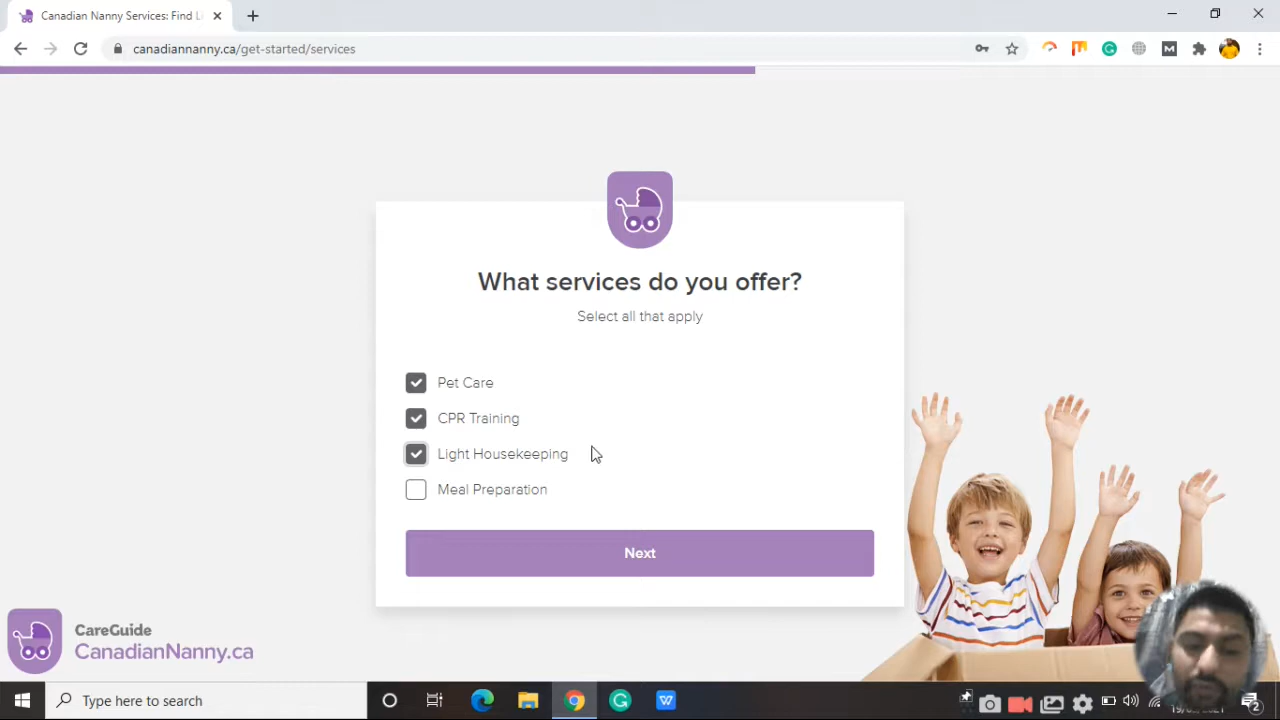 Canadian Nanny Services: Find Li
canadiannanny.ca/get-started/services
What services do you offer?
Select all that apply
Pet Care
CPR Training
Light Housekeeping
Meal Preparation
Next
CareGuide
CanadianNanny.ca
Type here to search